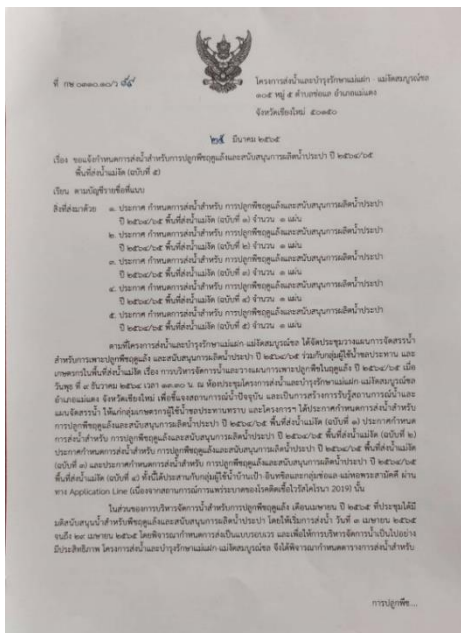 ที่ กษ ๐๓๑๐.๑๐/ว ๕๙
โครงการส่งน้ำและบำรุงรักษาแม่แฝก - แม่งัดสมบูรณ์ชล
๑๐๕ หมู่ ๕ ตำบลช่อแล อำเภอแม่แตง
จังหวัดเชียงใหม่ ๕๐๑๕๐
๒๕ มีนาคม ๒๕๖๕
เรื่อง ขอแจ้งกำหนดการส่งน้ำสำหรับการปลูกพืชฤดูแล้งและสนับสนุนการผลิตน้ำประปา ปี ๒๕๖๔/๖๕
พื้นที่ส่งน้ำแม่งัด (ฉบับที่ ๕)
เรียน ตามบัญชีรายชื่อที่แนบ
สิ่งที่ส่งมาด้วย ๑. ประกาศ กำหนดการส่งน้ำสำหรับ การปลูกพืชฤดูแล้งและสนับสนุนการผลิตน้ำประปา
ปี ๒๕๖๔/๖๕ พื้นที่ส่งน้ำแม่งัด (ฉบับที่ ๑) จำนวน ๑ แผ่น
๒. ประกาศ กำหนดการส่งน้ำสำหรับ การปลูกพืชฤดูแล้งและสนับสนุนการผลิตน้ำประปา
ปี ๒๕๖๔/๖๕ พื้นที่ส่งน้ำแม่งัด (ฉบับที่ ๒) จำนวน ๑ แผ่น
๓. ประกาศ กำหนดการส่งน้ำสำหรับ การปลูกพืชฤดูแล้งและสนับสนุนการผลิตน้ำประปา
ปี ๒๕๖๔/๖๕ พื้นที่ส่งน้ำแม่งัด (ฉบับที่ ๓) จำนวน ๑ แผ่น
๔. ประกาศ กำหนดการส่งน้ำสำหรับ การปลูกพืชฤดูแล้งและสนับสนุนการผลิตน้ำประปา
ปี ๒๕๖๔/๖๕ พื้นที่ส่งน้ำแม่งัด (ฉบับที่ ๔) จำนวน ๑ แผ่น
๕. ประกาศ กำหนดการส่งน้ำสำหรับ การปลูกพืชฤดูแล้งและสนับสนุนการผลิตน้ำประปา
ปี ๒๕๖๔/๖๕ พื้นที่ส่งน้ำแม่งัด (ฉบับที่ ๕) จำนวน ๑ แผ่น
ตามที่โครงการส่งน้ำและบำรุงรักษาแม่แฝก-แม่งัดสมบูรณ์ชล ได้จัดประชุมวางแผนการจัดสรรน้ำ
สำหรับการเพาะปลูกพืชฤดูแล้ง และสนับสนุนการผลิตน้ำประปา ปี ๒๕๖๔/๖๕ ร่วมกับกลุ่มผู้ใช้น้ำชลประทาน และ
เกษตรกรในพื้นที่ส่งน้ำแม่งัด เรื่อง การบริหารจัดการน้ำและวางแผนการเพาะปลูกพืชในฤดูแล้ง ปี ๒๕๖๔/๖๕ เมื่อ
วันพุธ ที่ ๙ ธันวาคม ๒๕๖๔ เวลา ๑๓.๓๐ น. ณ ห้องประชุมโครงการส่งน้ำและบำรุงรักษาแม่แฝก-แม่งัดสมบูรณ์ชล
อำเภอแม่แตง จังหวัดเชียงใหม่ เพื่อชี้แจงสถานการณ์น้ำปัจจุบัน และเป็นการสร้างการรับรู้สถานการณ์น้ำและ
แผนจัดสรรน้ำ ให้แก่กลุ่มเกษตรกรผู้ใช้น้ำชลประทานทราบ และโครงการฯ ได้ประกาศกำหนดการส่งน้ำสำหรับ
การปลูกพืชฤดูแล้งและสนับสนุนการผลิตน้ำประปา ปี ๒๕๖๔/๖๕ พื้นที่ส่งน้ำแม่งัด (ฉบับที่ ๑) ประกาศกำหนด
การส่งน้ำสำหรับ การปลูกพืชฤดูแล้งและสนับสนุนการผลิตน้ำประปา ปี ๒๕๖๔/๖๕ พื้นที่ส่งน้ำแม่งัด (ฉบับที่ ๒)
ประกาศกำหนดการส่งน้ำสำหรับ การปลูกพืชฤดูแล้งและสนับสนุนการผลิตน้ำประปา ปี ๒๕๖๔/๖๕ พื้นที่ส่งน้ำแม่งัด
(ฉบับที่ ๓) และประกาศกำหนดการส่งน้ำสำหรับ การปลูกพืชฤดูแล้งและสนับสนุนการผลิตน้ำประปา ปี ๒๕๖๔/๖๕
พื้นที่ส่งน้ำแม่งัด (ฉบับที่ ๔) ทั้งนี้ได้ประสานกับกลุ่มผู้ใช้น้ำบ้านเป้า-อินทขิลและกลุ่มช่อแล แม่หอพระสามัคคี ผ่าน
ทาง Application Line (เนื่องจากสถานการณ์การแพร่ระบาดของโรคติดเชื้อไวรัสโคโรนา 2019) นั้น
ในส่วนของการบริหารจัดการน้ำสำหรับการปลูกพืชฤดูแล้ง เดือนเมษายน ปี ๒๕๖๕ ที่ประชุมได้มี
มติสนับสนุนน้ำสำหรับพืชฤดูแล้งและสนับสนุนการผลิตน้ำประปา โดยให้เริ่มการส่งน้ำ วันที่ ๓ เมษายน ๒๕๖๕
จนถึง ๒๙ เมษายน ๒๕๖๕ โดยพิจารณากำหนดการส่งเป็นแบบรอบเวร และเพื่อให้การบริหารจัดการน้ำเป็นไปอย่าง
มีประสิทธิภาพ โครงการส่งน้ำและบำรุงรักษาแม่แฝก-แม่งัดสมบูรณ์ชล จึงได้พิจารณากำหนดตารางการส่งน้ำสำหรับ
การปลูกพืช...